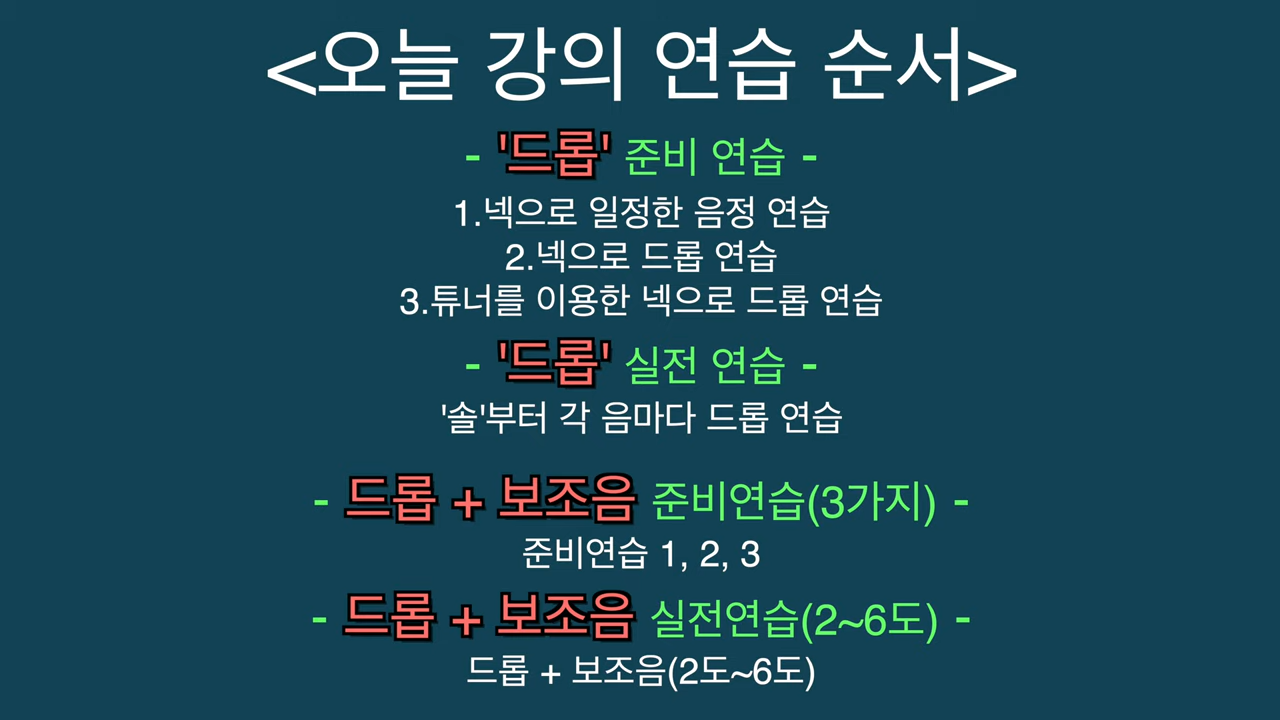 <오늘 강의 연습 순서>
- '드롭' 준비 연습 -
1.넥으로 일정한 음정 연습
2.넥으로 드롭 연습
3.튜너를 이용한 넥으로 드롭 연습
- '드롭' 실전 연습 -
'솔'부터 각 음마다 드롭 연습
- 드롭 + 보조음 준비연습(3가지) -
준비연습 1, 2, 3
- 드롭 + 보조음 실전연습(2~6도) -
드롭 + 보조음(2도~6도)